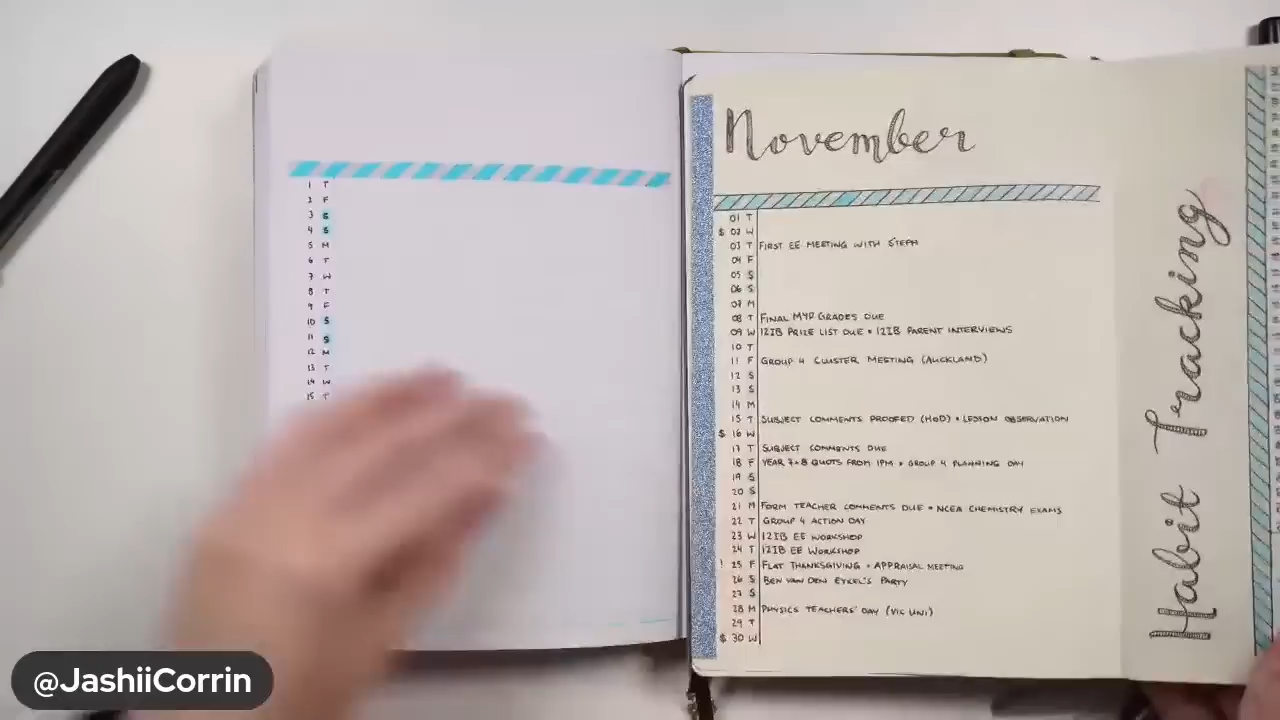 1 T
2 F
3 S
4 S
5 M
6 T
7 W
8 T
9 F
10 S
11 S
12 M
13 T
14 W
15 T
November
01 T
$ 02 W
03 T FIRST EE MEETING WITH STEPH
04 F
05 S
06 S
07 M
08 T FINAL MYP GRADES DUE
09 W 12IB PRIZE LIST DUE • 12IB PARENT INTERVIEWS
10 T
11 F GROUP 4 CLUSTER MEETING (AUCKLAND)
12 S
13 S
14 M
15 T SUBJECT COMMENTS PROOFED (HOD) • LESSON OBSERVATION
$ 16 W
17 T SUBJECT COMMENTS DUE
18 F YEAR 7+8 QUOTS FROM 1PM • GROUP 4 PLANNING DAY
19 S
20 S
21 M FORM TEACHER COMMENTS DUE • NCEA CHEMISTRY EXAMS
22 T GROUP 4 ACTION DAY
23 W 12IB EE WORKSHOP
24 T 12IB EE WORKSHOP
! 25 F FLAT THANKSGIVING • APPRAISAL MEETING
26 S BEN VAN DEN EYKEL'S PARTY
27 S
28 M PHYSICS TEACHERS' DAY (VIC UNI)
29 T
$ 30 W
Habit Tracking
@JashiiCorrin